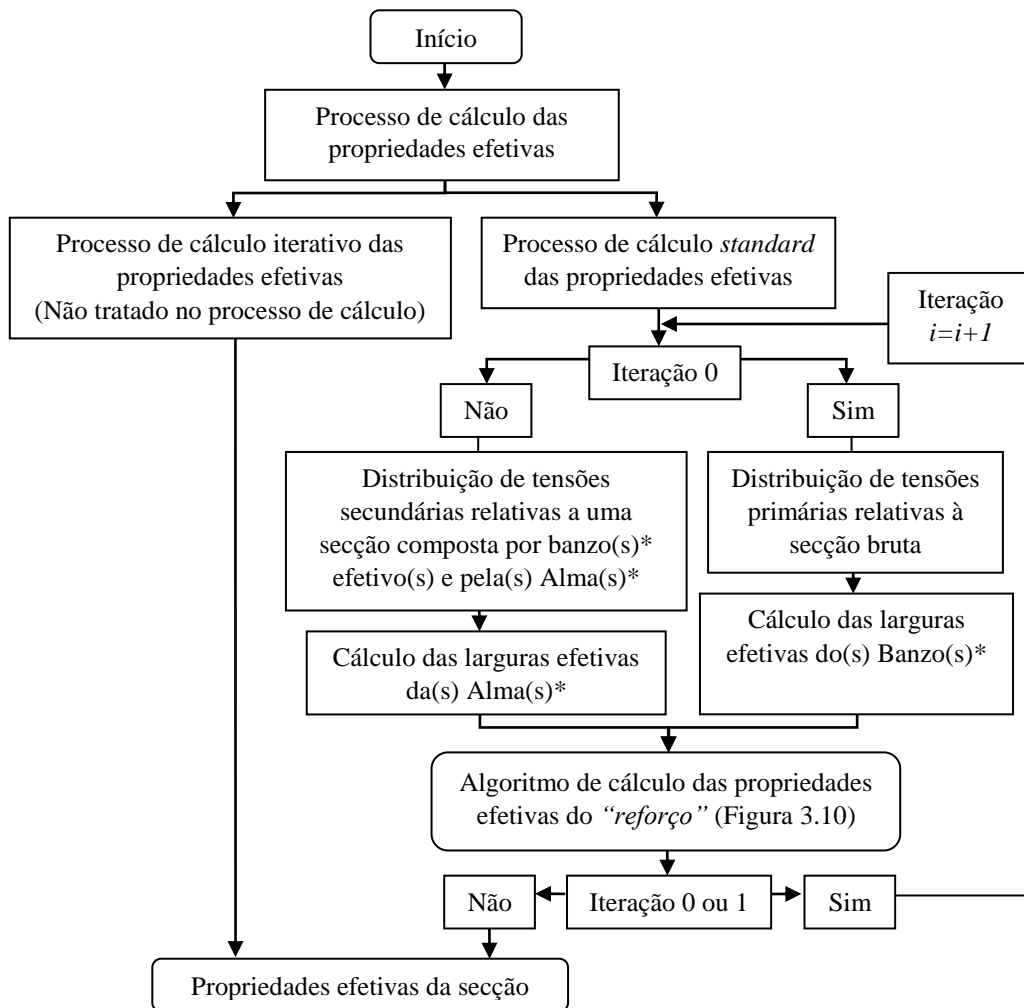 Início
Processo de cálculo das
propriedades efetivas
Processo de cálculo iterativo das
propriedades efetivas
(Não tratado no processo de cálculo)
Processo de cálculo standard
das propriedades efetivas
Iteração
i=i+1
Iteração 0
Não
Sim
Distribuição de tensões
secundárias relativas a uma
secção composta por banzo(s)*
efetivo(s) e pela(s) Alma(s)*
Distribuição de tensões
primárias relativas à
secção bruta
Cálculo das larguras efetivas
da(s) Alma(s)*
Cálculo das larguras
efetivas do(s) Banzo(s)*
Algoritmo de cálculo das propriedades
efetivas do “reforço” (Figura 3.10)
Não
Iteração 0 ou 1
Sim
Propriedades efetivas da secção